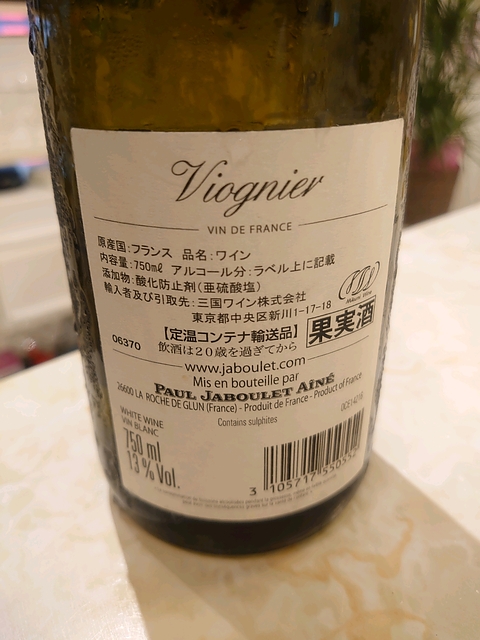 Viognier
VIN DE FRANCE
原産国:フランス 品名:ワイン
内容量:750mℓ アルコール分:ラベル上に記載
添加物:酸化防止剤(亜硫酸塩)
輸入者及び引取先:三国ワイン株式会社
東京都中央区新川1-17-18
【定温コンテナ輸送品】
果実酒
06370
飲酒は20歳を過ぎてから
www.jaboulet.com
Mis en bouteille par
PAUL JABOULET AÎNÉ
26600 LA ROCHE DE GLUN (France) - Produit de France - Product of France
Contains sulphites
WHITE WINE
VIN BLANC
750 ml
13 % Vol.